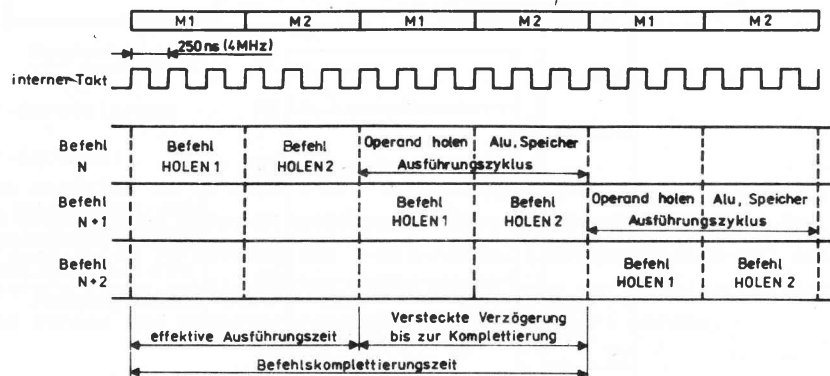 M1 M2 M1 M2 M1 M2
250ns (4MHz)
interner Takt
Befehl N
Befehl HOLEN 1
Befehl HOLEN 2
Operand holen
Alu, Speicher
Ausführungszyklus
Befehl N+1
Befehl HOLEN 1
Befehl HOLEN 2
Operand holen
Alu, Speicher
Ausführungszyklus
Befehl N+2
Befehl HOLEN 1
Befehl HOLEN 2
effektive Ausführungszeit
Versteckte Verzögerung
bis zur Komplettierung
Befehlskomplettierungszeit